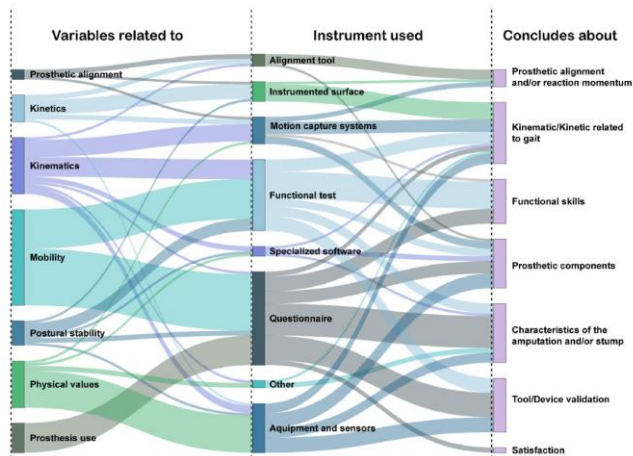 Variables related to
Instrument used
Concludes about
Prosthetic alignment
Kinetics
Kinematics
Mobility
Postural stability
Physical values
Prosthesis use
Alignment tool
Instrumented surface
Motion capture systems
Functional test
Specialized software
Questionnaire
Other
Aquipment and sensors
Prosthetic alignment
and/or reaction momentum
Kinematic/Kinetic related
to gait
Functional skills
Prosthetic components
Characteristics of the
amputation and/or stump
Tool/Device validation
Satisfaction